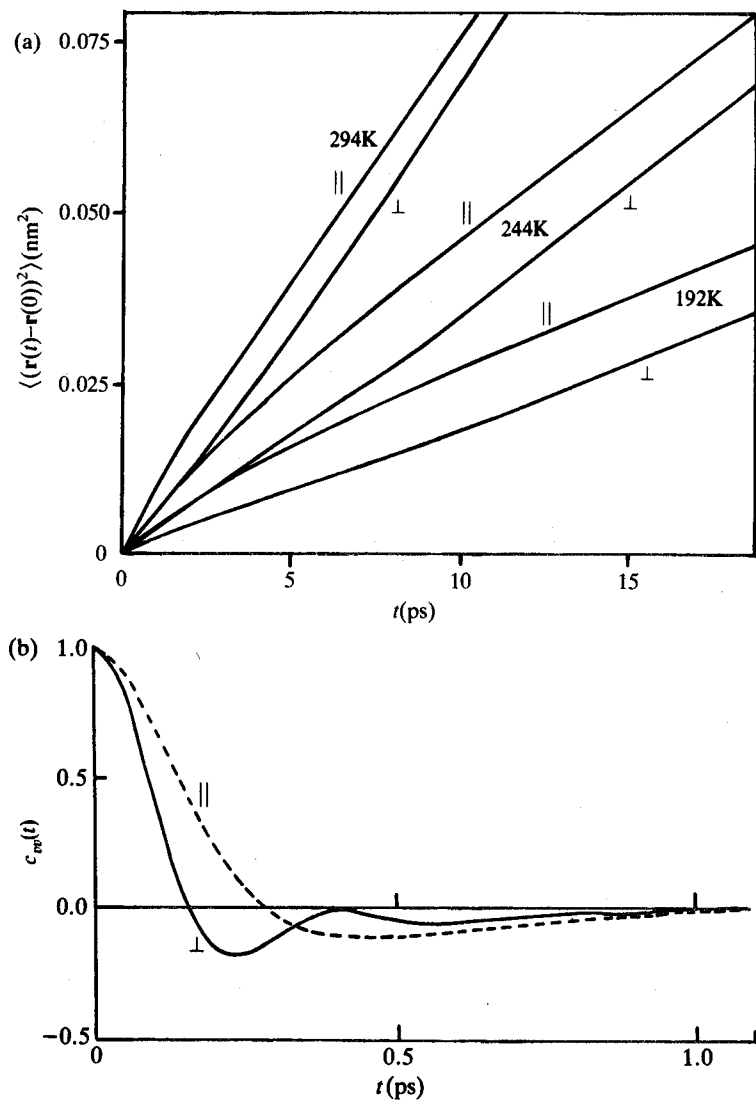 (a)
0.075
0.050
0.025
0
⟨(r(t)−r(0))²⟩(nm²)
294K
||
⊥
||
244K
⊥
||
192K
⊥
0
5
10
15
t(ps)
(b)
1.0
0.5
0.0
−0.5
c_vv(t)
||
⊥
0
0.5
1.0
t(ps)